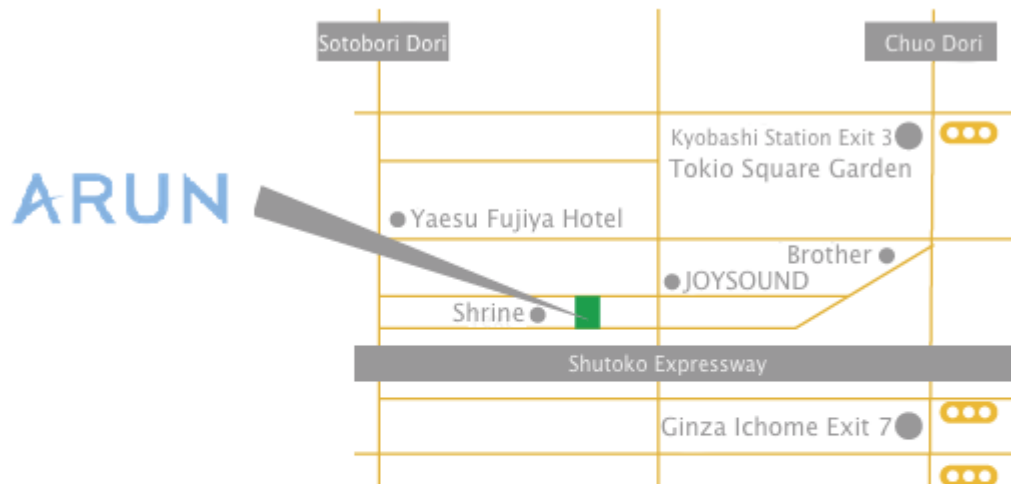 Sotobori Dori
Chuo Dori
Kyobashi Station Exit 3
Tokio Square Garden
ARUN
Yaesu Fujiya Hotel
Brother
JOYSOUND
Shrine
Shutoko Expressway
Ginza Ichome Exit 7